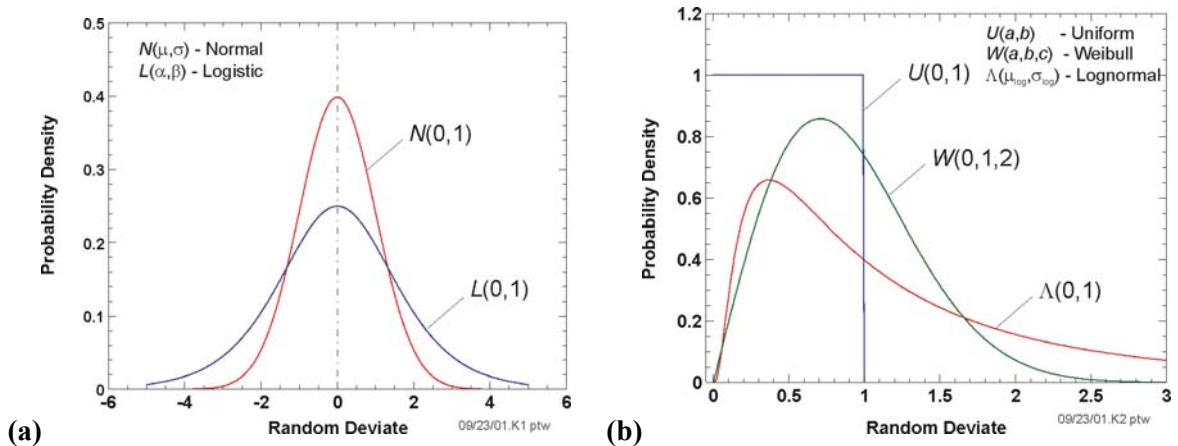 0.5
0.4
0.3
0.2
0.1
0
-6
-4
-2
0
2
4
6
Probability Density
Random Deviate
N(μ,σ) - Normal
L(α,β) - Logistic
N(0,1)
L(0,1)
09/23/01.K1 ptw
(a)
1.2
1
0.8
0.6
0.4
0.2
0
0
0.5
1
1.5
2
2.5
3
Probability Density
Random Deviate
U(a,b) - Uniform
W(a,b,c) - Weibull
Λ(μlog,σlog) - Lognormal
U(0,1)
W(0,1,2)
Λ(0,1)
09/23/01.K2 ptw
(b)